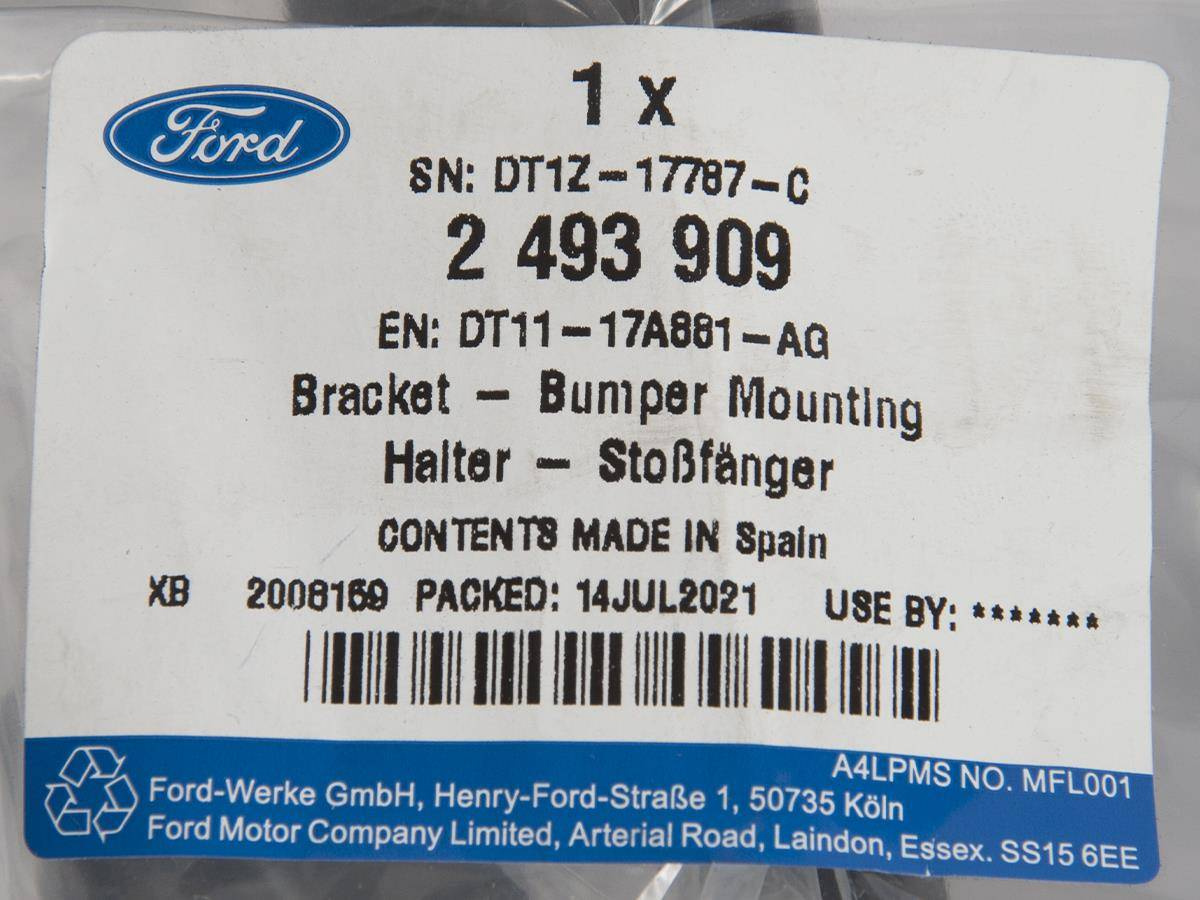 Ford
1 x
SN: DT1Z-17787-C
2 493 909
EN: DT11-17A881-AG
Bracket - Bumper Mounting
Halter - Stoßfänger
CONTENTS MADE IN Spain
XB 2008169 PACKED: 14JUL2021 USE BY: *******
A4LPMS NO. MFL001
Ford-Werke GmbH, Henry-Ford-Straße 1, 50735 Köln
Ford Motor Company Limited, Arterial Road, Laindon, Essex. SS15 6EE